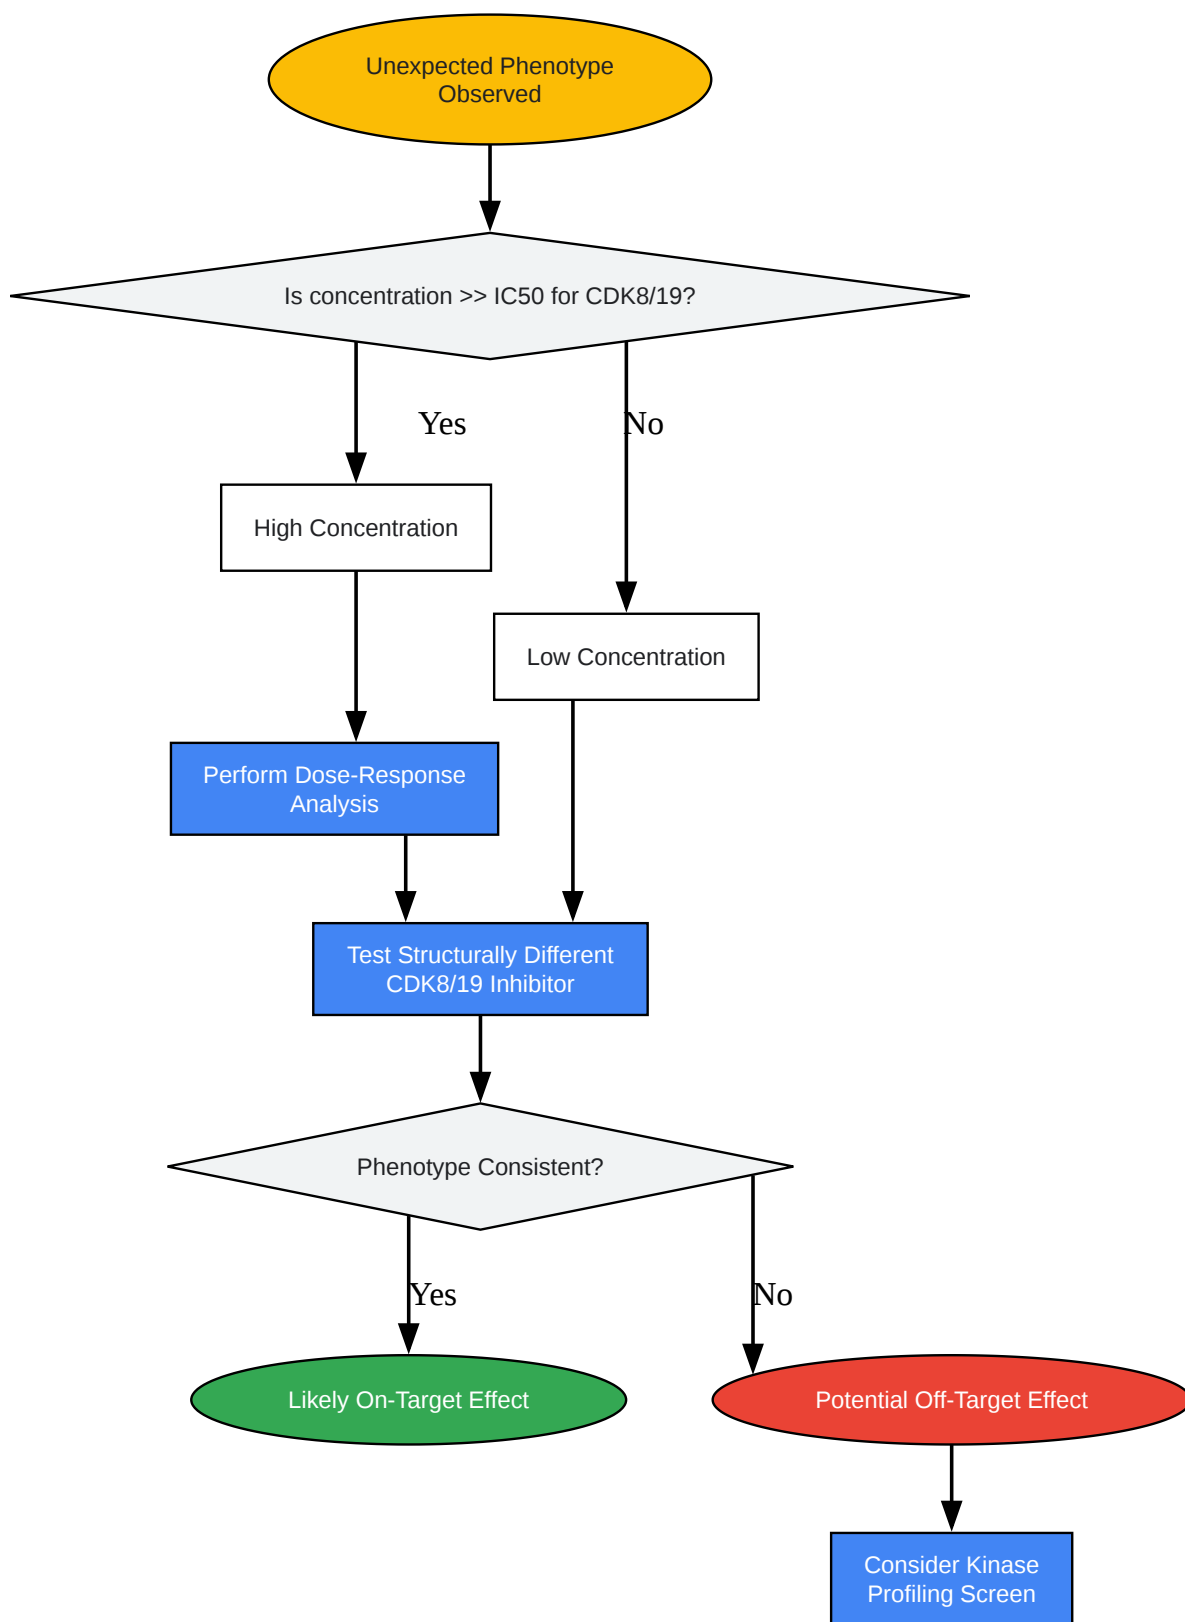 Unexpected Phenotype
Observed
Is concentration >> IC50 for CDK8/19?
Yes
No
High Concentration
Low Concentration
Perform Dose-Response
Analysis
Test Structurally Different
CDK8/19 Inhibitor
Phenotype Consistent?
Yes
No
Likely On-Target Effect
Potential Off-Target Effect
Consider Kinase
Profiling Screen